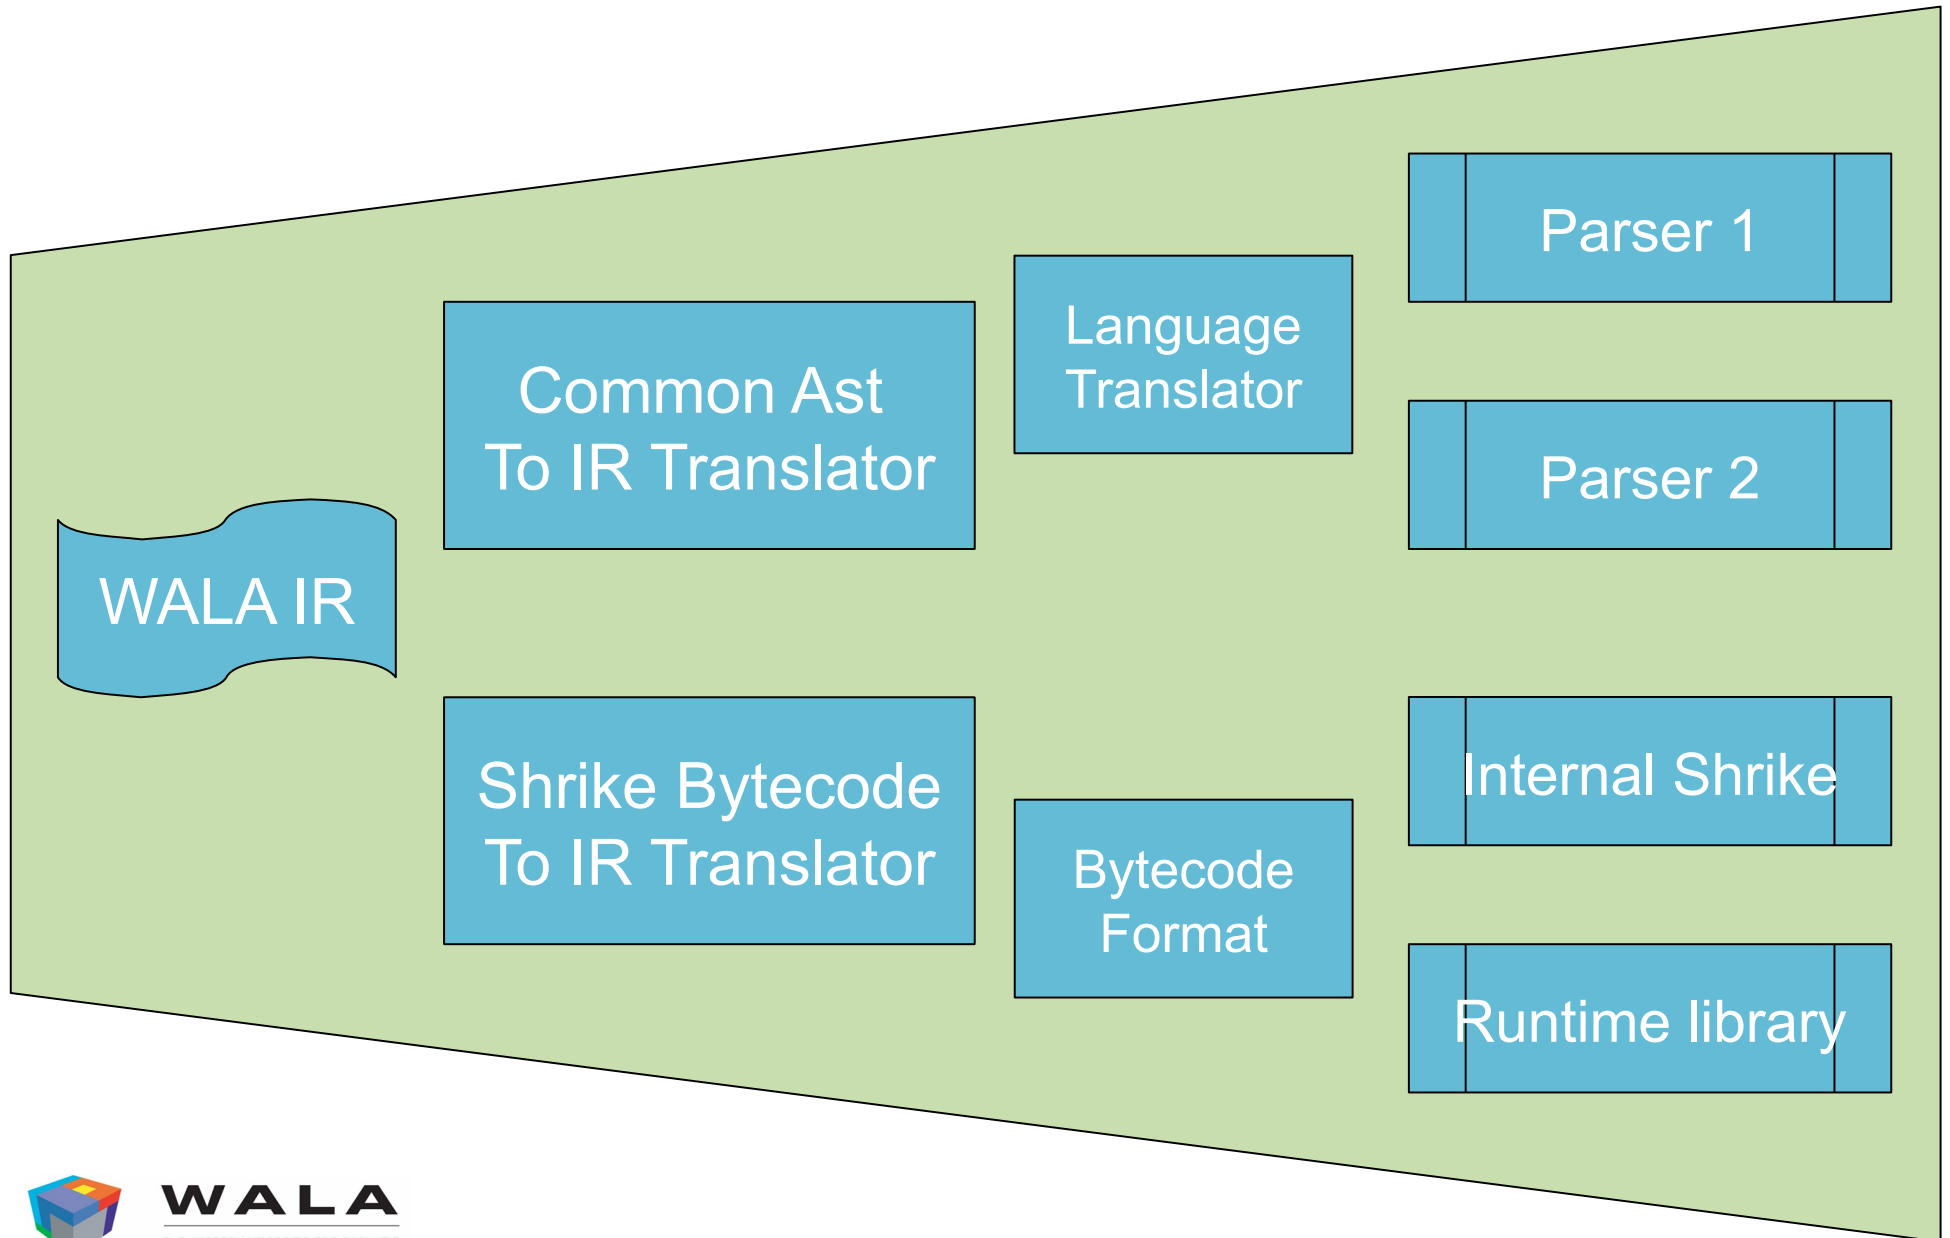 Parser 1
Language
Translator
Common Ast
To IR Translator
Parser 2
WALA IR
Shrike Bytecode
To IR Translator
Internal Shrike
Bytecode
Format
Runtime library
WALA